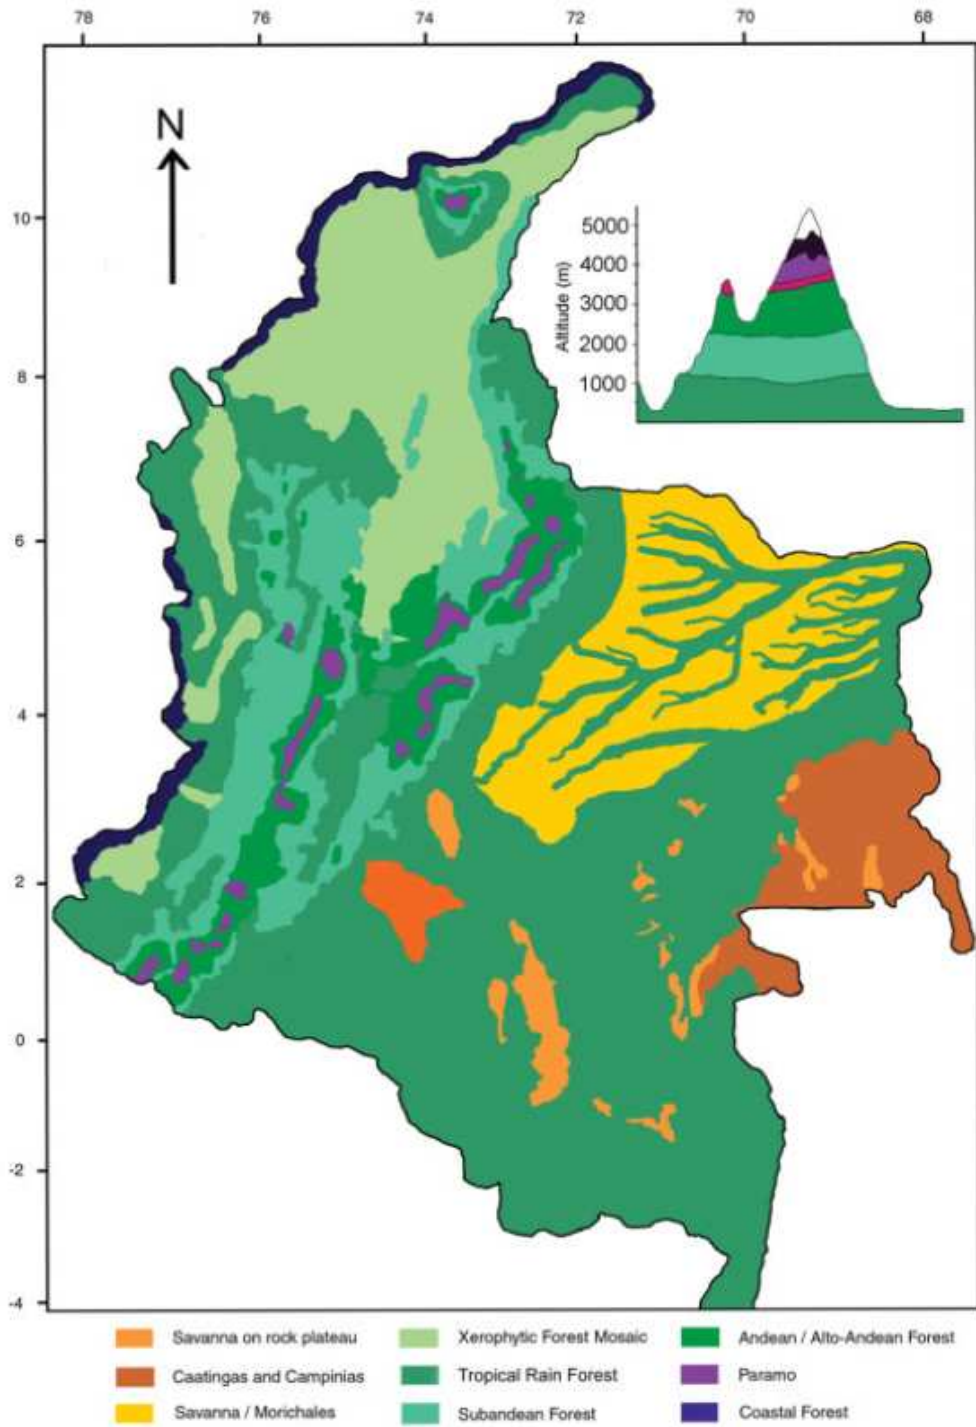 78 76 74 72 70 68
N
10
8
6
4
2
0
-2
-4
Altitude (m)
5000
4000
3000
2000
1000
Savanna on rock plateau
Xerophytic Forest Mosaic
Andean / Alto-Andean Forest
Caatingas and Campinias
Tropical Rain Forest
Paramo
Savanna / Morichales
Subandean Forest
Coastal Forest